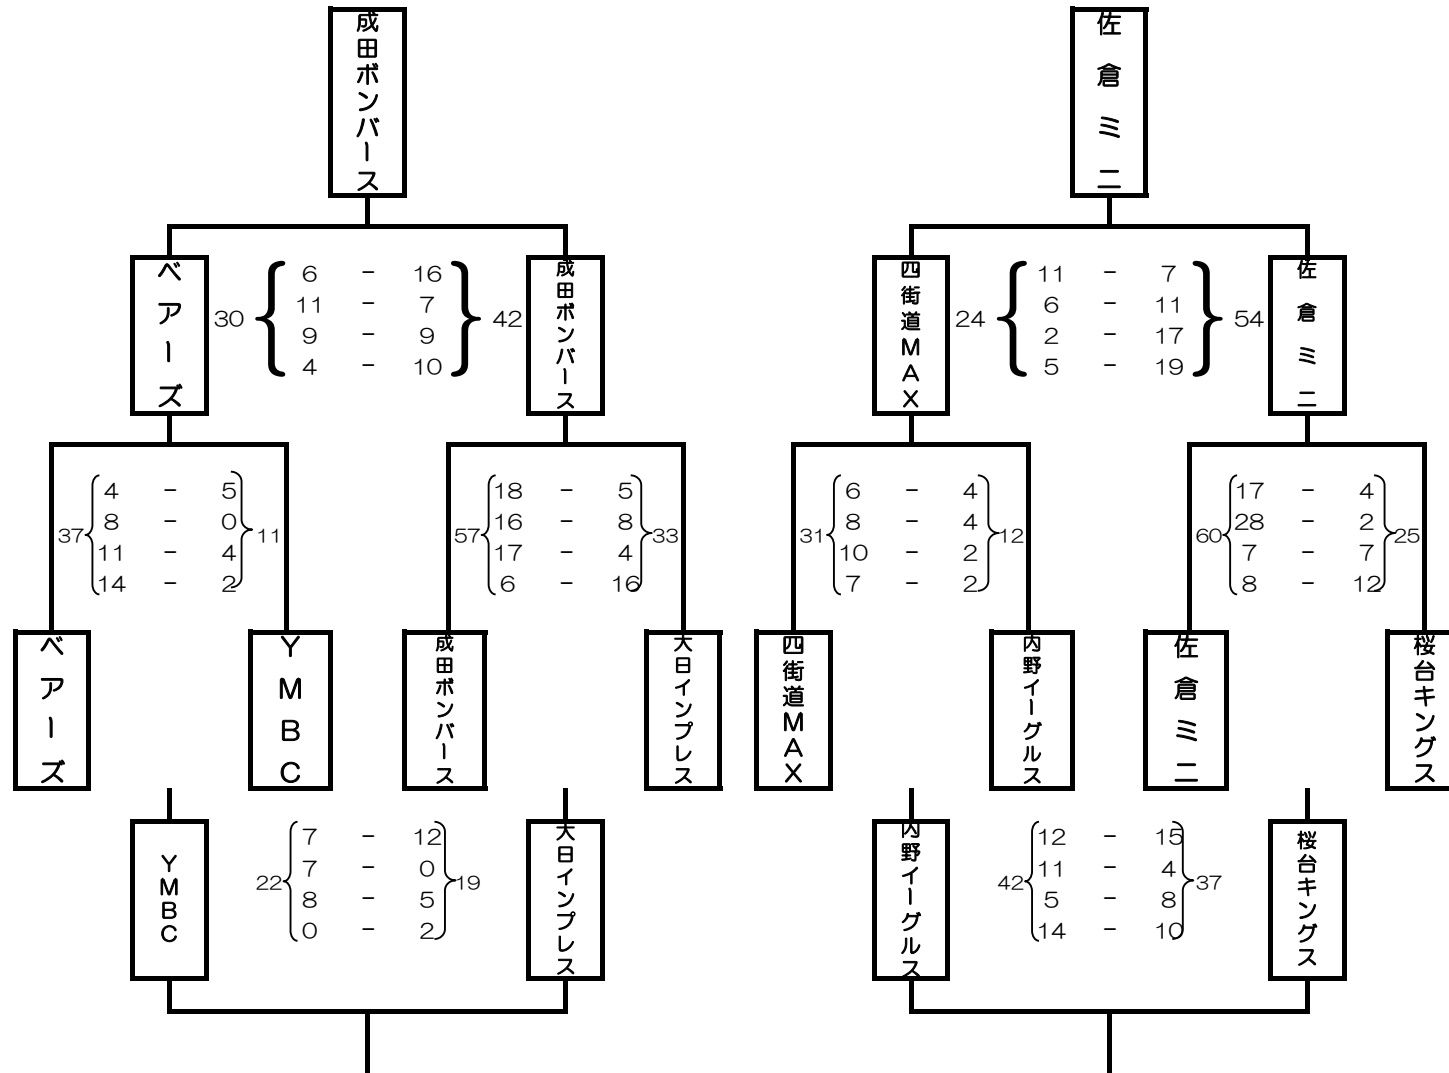 成田ボンバース
佐倉ミニ
ベアーズ
30
6 - 16
11 - 7
9 - 9
4 - 10
42
成田ボンバース
四街道MAX
24
11 - 7
6 - 11
2 - 17
5 - 19
54
佐倉ミニ
37
4 - 5
8 - 0
11 - 4
14 - 2
11
57
18 - 5
16 - 8
17 - 4
6 - 16
33
31
6 - 4
8 - 4
10 - 2
7 - 2
12
60
17 - 4
28 - 2
7 - 7
8 - 12
25
ベアーズ
YMBC
成田ボンバース
大日インプレス
四街道MAX
内野イーグルス
佐倉ミニ
桜台キングス
YMBC
22
7 - 12
7 - 0
8 - 5
0 - 2
19
大日インプレス
内野イーグルス
42
12 - 15
11 - 4
5 - 8
14 - 10
37
桜台キングス